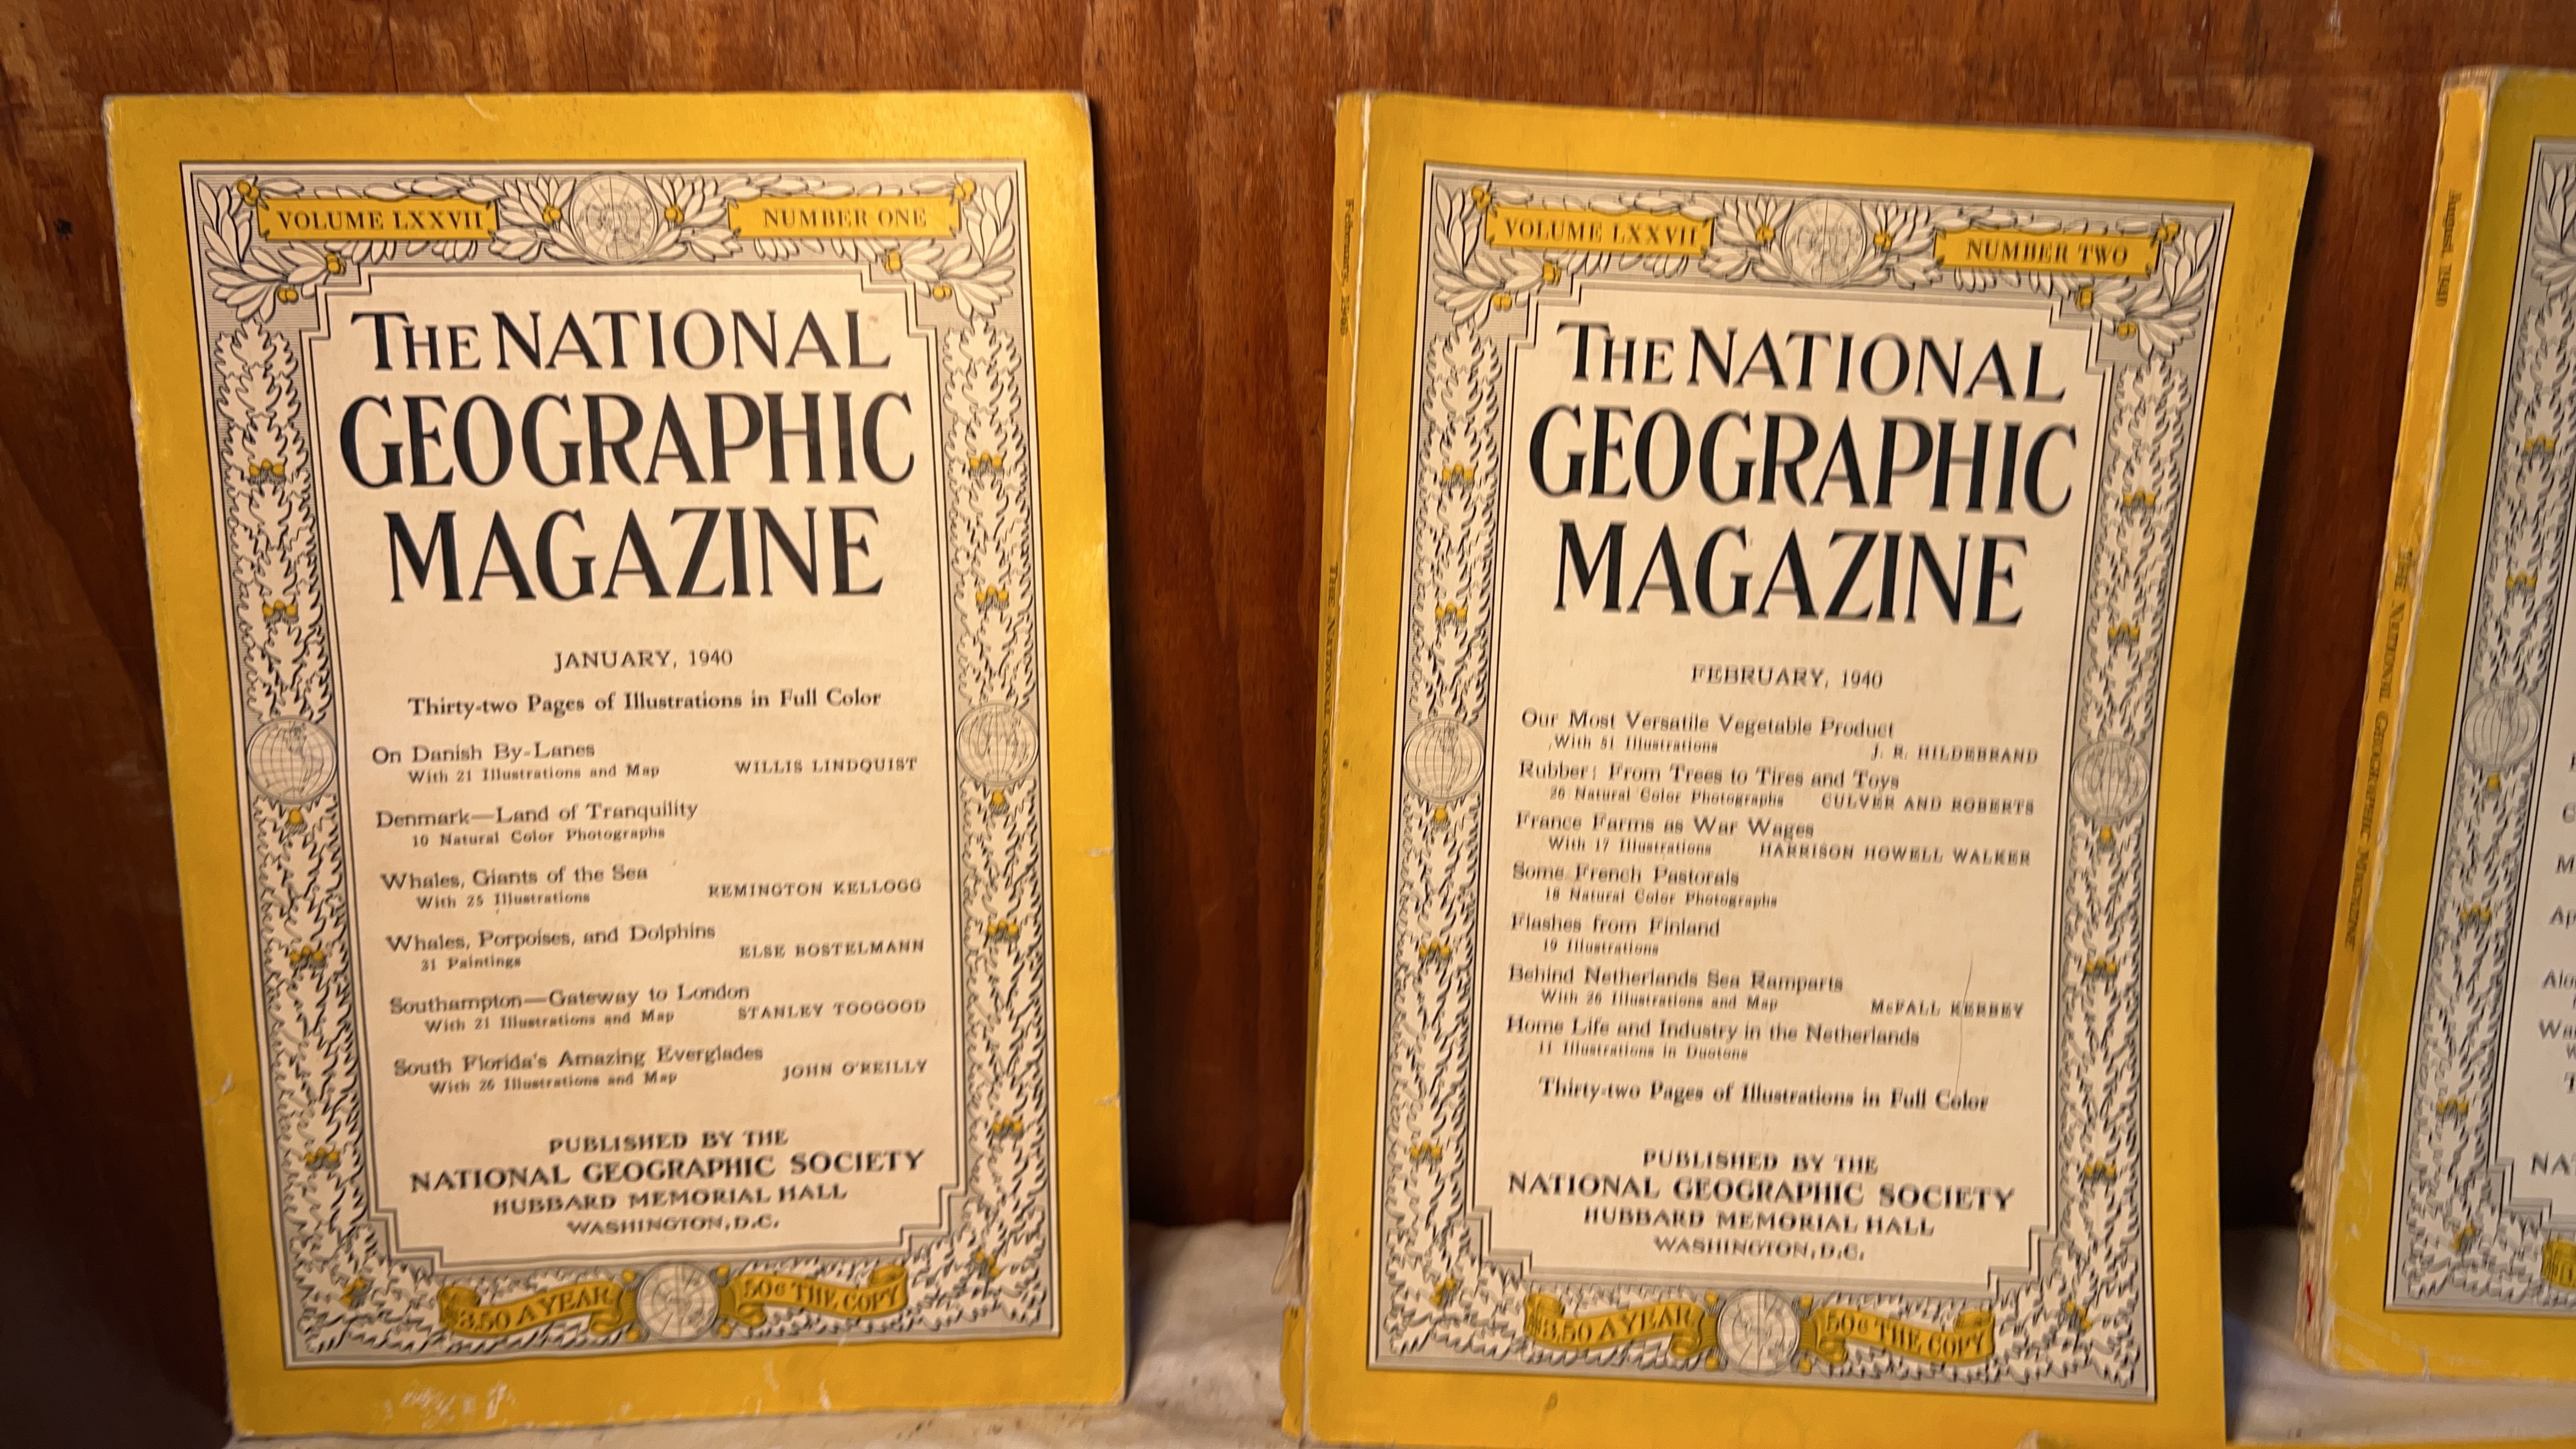 VOLUME LXXVII
NUMBER ONE
THE NATIONAL
GEOGRAPHIC
MAGAZINE
JANUARY, 1940
Thirty-two Pages of Illustrations in Full Color
On Danish By-Lanes
With 21 Illustrations and Map WILLIS LINDQUIST
Denmark—Land of Tranquility
10 Natural Color Photographs
Whales, Giants of the Sea
With 25 Illustrations REMINGTON KELLOGG
Whales, Porpoises, and Dolphins
31 Paintings ELSE BOSTELMANN
Southampton—Gateway to London
With 21 Illustrations and Map STANLEY TOOGOOD
South Florida's Amazing Everglades
With 26 Illustrations and Map JOHN O'REILLY
PUBLISHED BY THE
NATIONAL GEOGRAPHIC SOCIETY
HUBBARD MEMORIAL HALL
WASHINGTON, D.C.
$3.50 A YEAR
50¢ THE COPY
February, 1940
THE NATIONAL GEOGRAPHIC MAGAZINE
VOLUME LXXVII
NUMBER TWO
THE NATIONAL
GEOGRAPHIC
MAGAZINE
FEBRUARY, 1940
Our Most Versatile Vegetable Product
With 51 Illustrations J. R. HILDEBRAND
Rubber: From Trees to Tires and Toys
26 Natural Color Photographs CULVER AND ROBERTS
France Farms as War Wages
With 17 Illustrations HARRISON HOWELL WALKER
Some French Pastorals
18 Natural Color Photographs
Flashes from Finland
19 Illustrations
Behind Netherlands Sea Ramparts
With 26 Illustrations and Map McFALL KERBEY
Home Life and Industry in the Netherlands
11 Illustrations in Duotone
Thirty-two Pages of Illustrations in Full Color
PUBLISHED BY THE
NATIONAL GEOGRAPHIC SOCIETY
HUBBARD MEMORIAL HALL
WASHINGTON, D.C.
$3.50 A YEAR
50¢ THE COPY
August, 1940
THE NATIONAL GEOGRAPHIC MAGAZINE